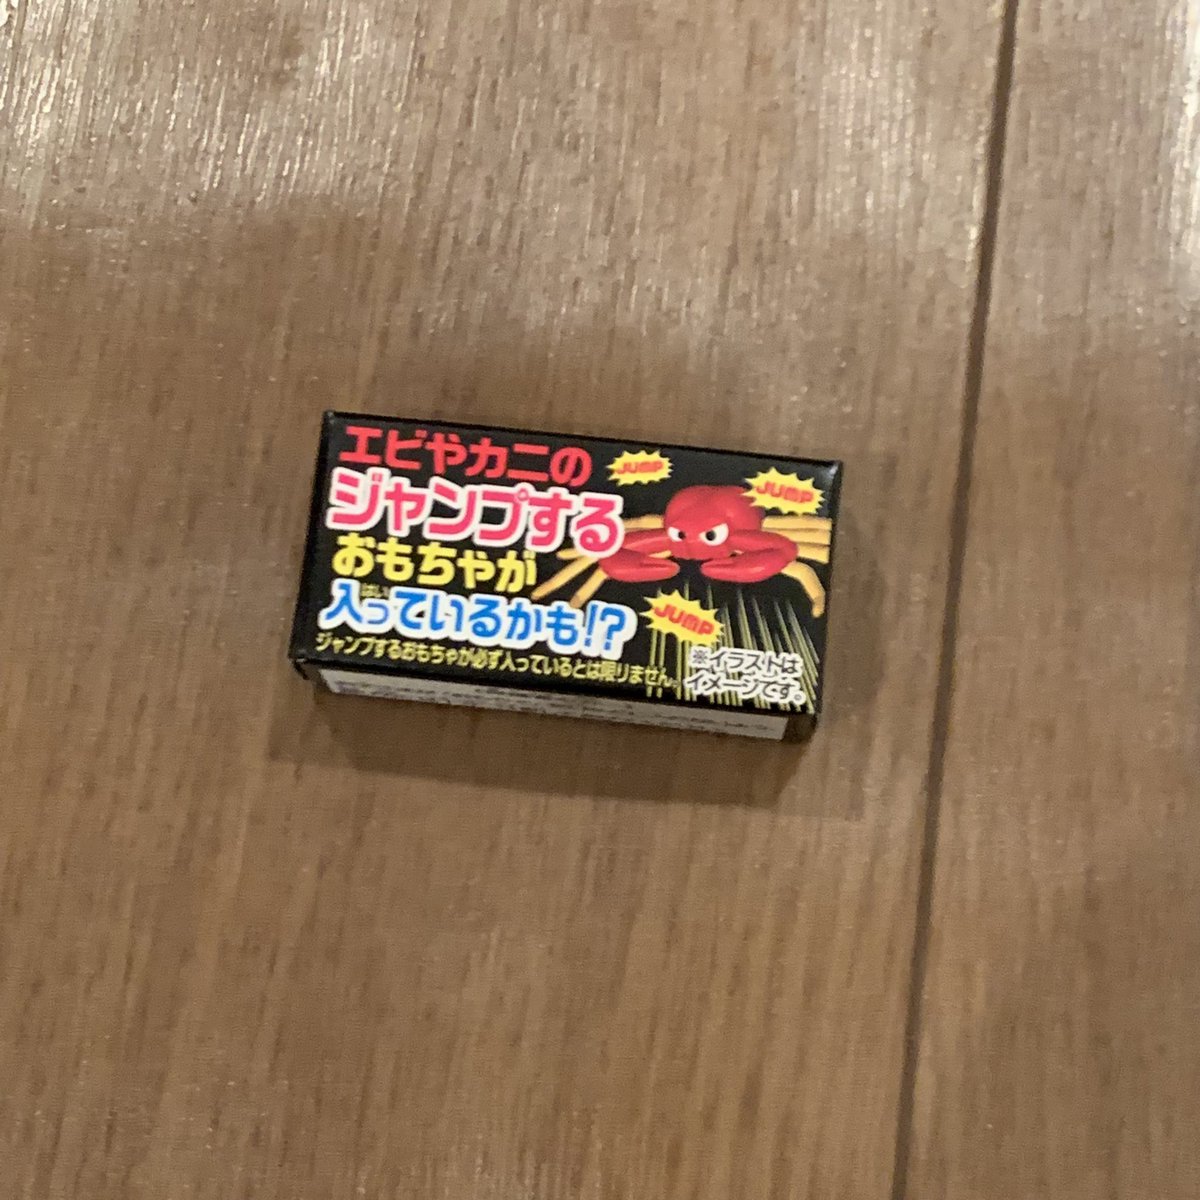 エビやカニの
ジャンプする
おもちゃが
入っているかも!?
はい
ジャンプするおもちゃが必ず入っているとは限りません。
JUMP
JUMP
JUMP
※イラストは
イメージです。